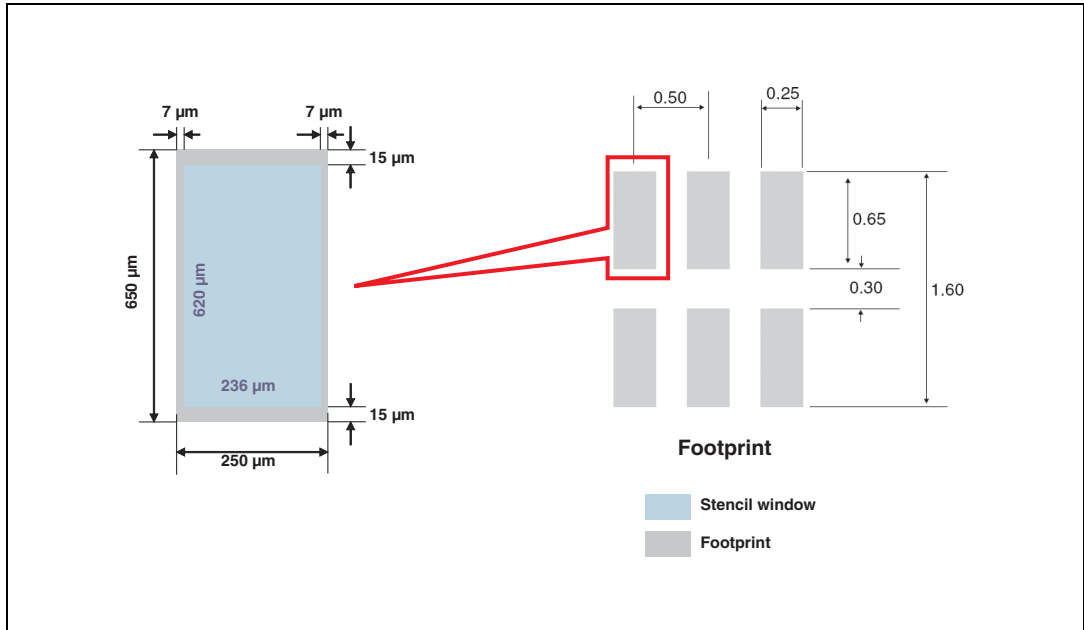 7 µm
7 µm
15 µm
650 µm
620 µm
236 µm
15 µm
250 µm
0.50
0.25
0.65
0.30
1.60
Footprint
Stencil window
Footprint